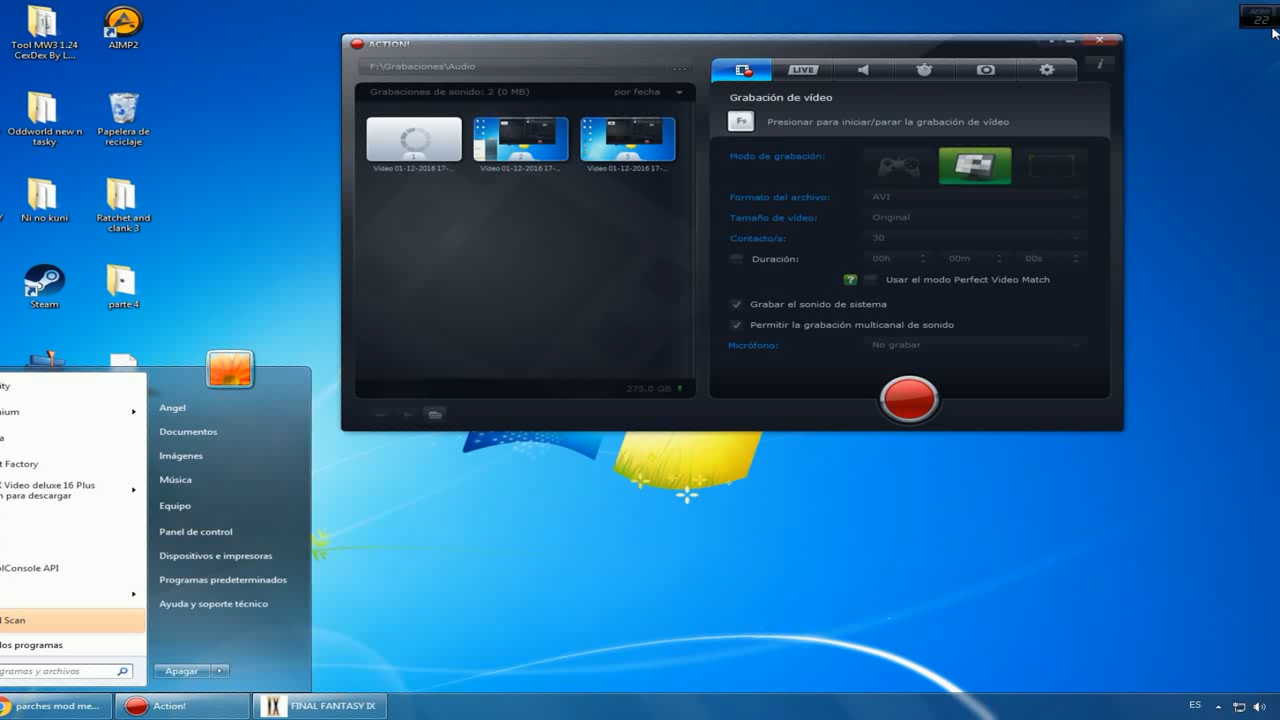 Tool MW3 1.24
CexDex By L...
AIMP2
Oddworld new n
tasky
Papelera de
reciclaje
Ni no kuni
Ratchet and
clank 3
Steam
parte 4
ACTION!
F:\Grabaciones\Audio
...
Grabaciones de sonido: 2 (0 MB)
por fecha
1
2
3
Video 01-12-2016 17-...
Video 01-12-2016 17-...
Video 01-12-2016 17-...
275.0 GB
LIVE
i
Grabación de vídeo
Presionar para iniciar/parar la grabación de vídeo
Modo de grabación:
Formato del archivo:
AVI
Tamaño de vídeo:
Original
Contacto/s:
30
Duración:
00h
00m
00s
?
Usar el modo Perfect Video Match
Grabar el sonido de sistema
Permitir la grabación multicanal de sonido
Micrófono:
No grabar
22
ity
nium
a
t Factory
X Video deluxe 16 Plus
n para descargar
olConsole API
l Scan
los programas
gramas y archivos
Angel
Documentos
Imágenes
Música
Equipo
Panel de control
Dispositivos e impresoras
Programas predeterminados
Ayuda y soporte técnico
Apagar
parches mod me...
Action!
IX
FINAL FANTASY IX
ES